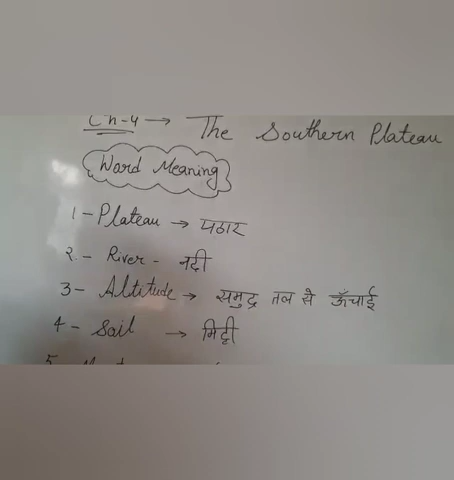 Ch-4 → The Southern Plateau
Word Meaning
1 - Plateau → पठार
2. - River - नदी
3 - Altitude → समुद्र तल से ऊँचाई
4 - Soil → मिट्टी
5